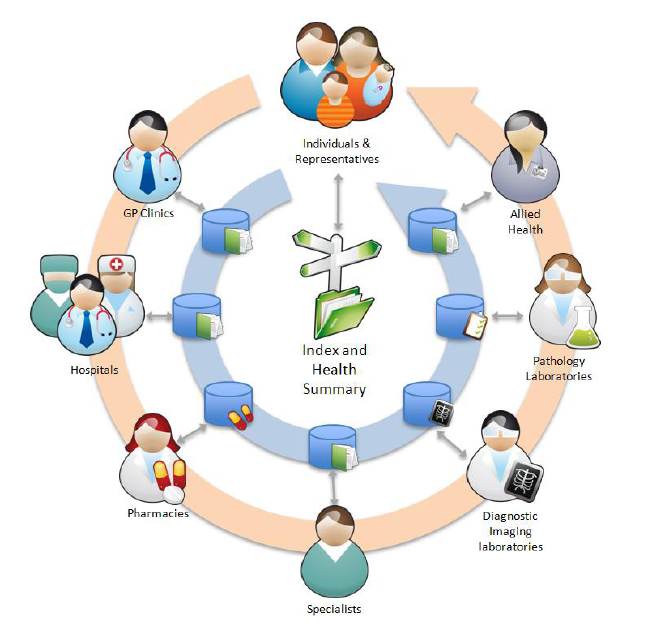 Individuals &
Representatives
GP Clinics
Allied
Health
Index and
Health
Summary
Hospitals
Pathology
Laboratories
Pharmacies
Diagnostic
Imaging
laboratories
Specialists